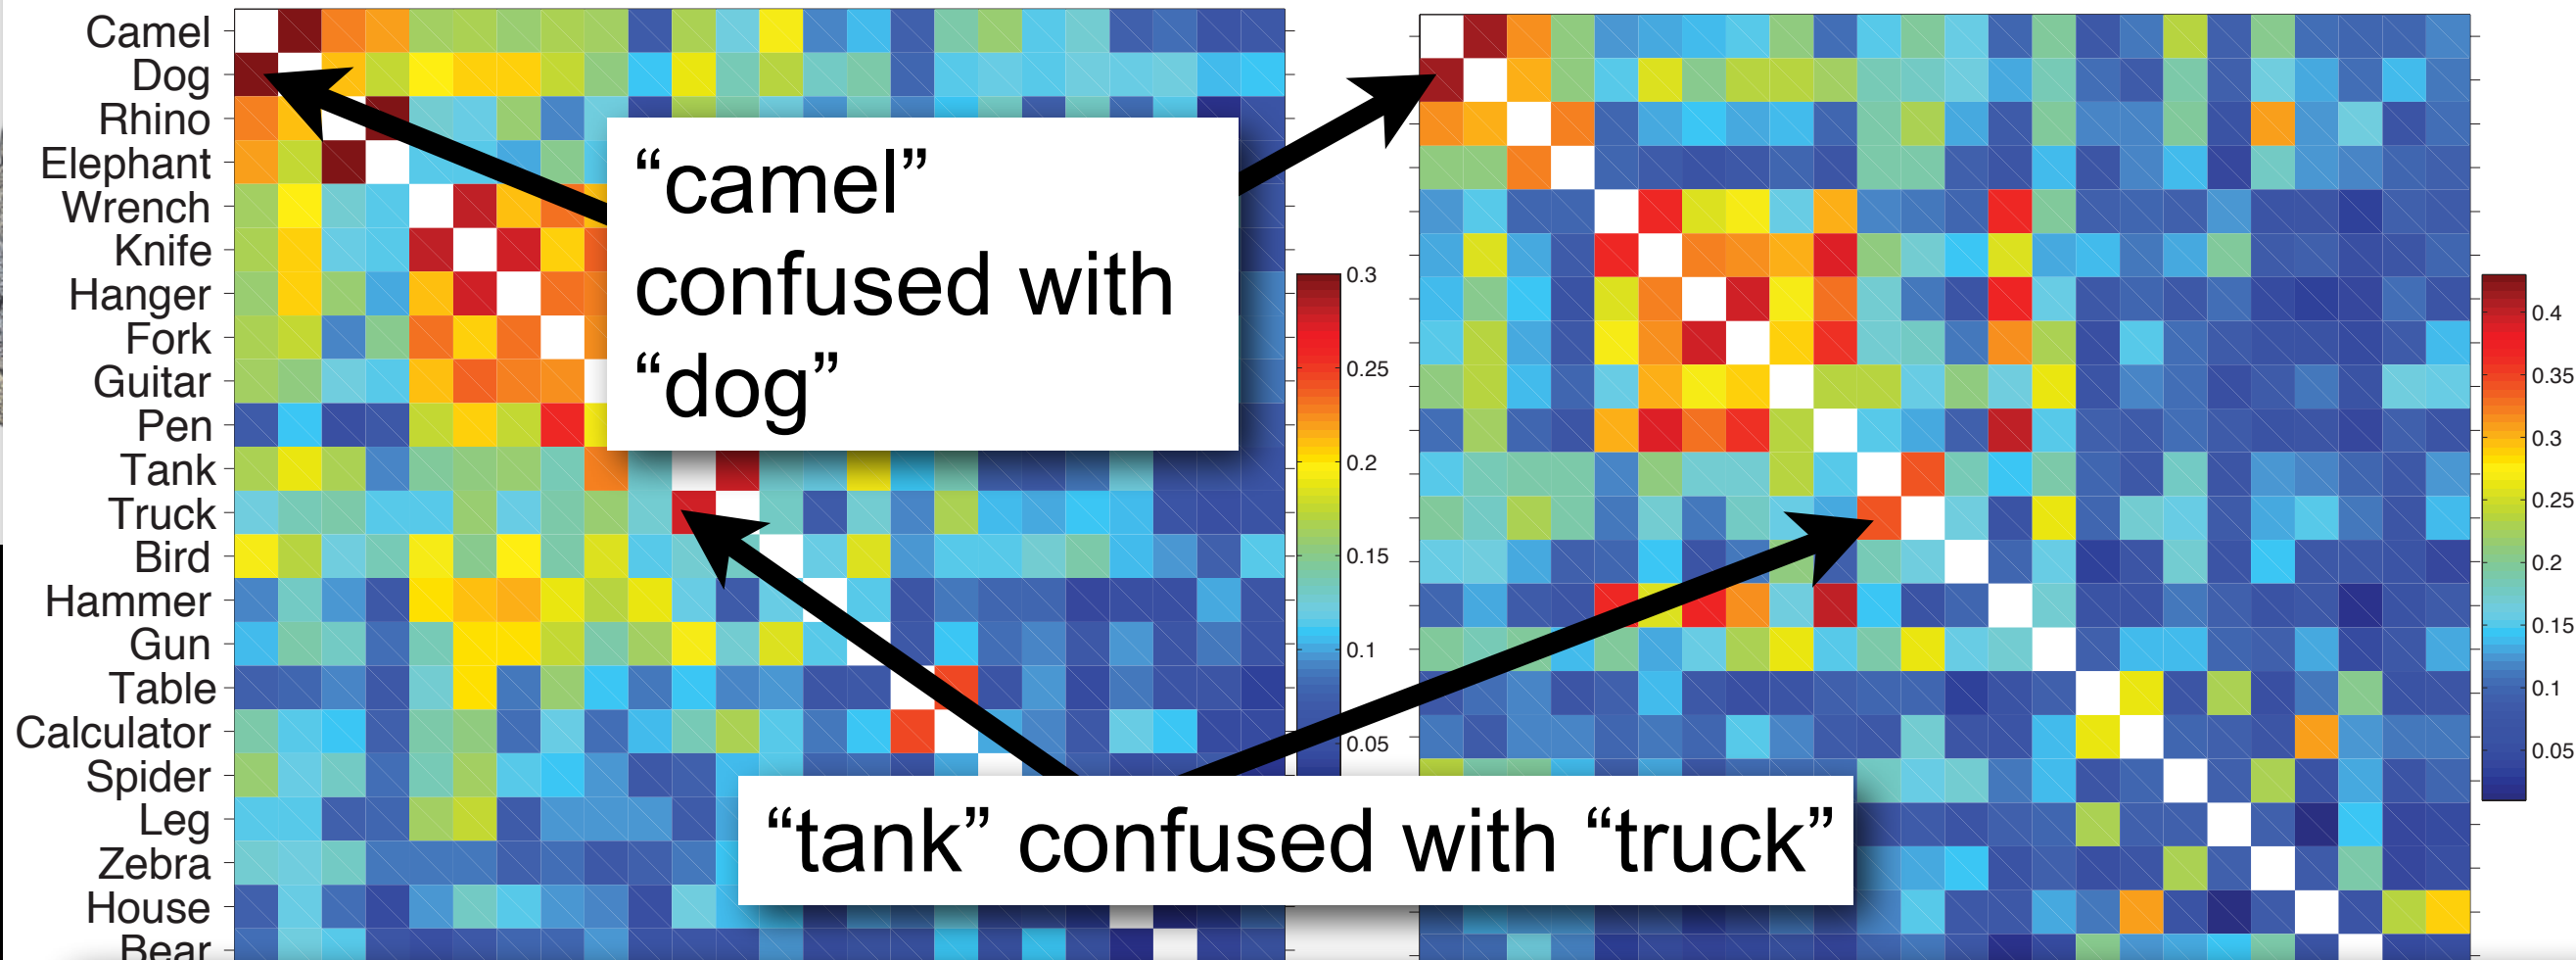 Camel
Dog
Rhino
Elephant
Wrench
Knife
Hanger
Fork
Guitar
Pen
Tank
Truck
Bird
Hammer
Gun
Table
Calculator
Spider
Leg
Zebra
House
Bear
“camel”
confused with
“dog”
“tank” confused with “truck”
0.3
0.25
0.2
0.15
0.1
0.05
0.4
0.35
0.3
0.25
0.2
0.15
0.1
0.05